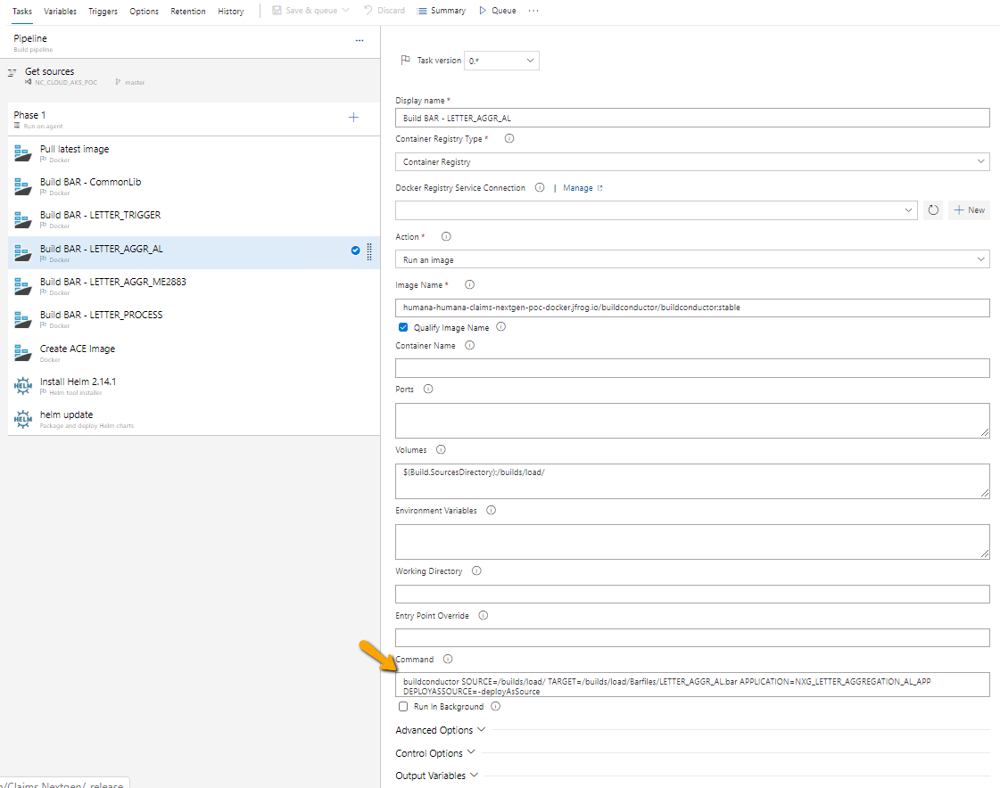 Tasks Variables Triggers Options Retention History Save & queue Discard Summary Queue ...
Pipeline ...
Build pipeline
Get sources
NC_CLOUD_AKS_POC master
Phase 1
Run on agent
Pull latest image
Docker
Build BAR - CommonLib
Docker
Build BAR - LETTER_TRIGGER
Docker
Build BAR - LETTER_AGGR_AL
Docker
Build BAR - LETTER_AGGR_ME2883
Docker
Build BAR - LETTER_PROCESS
Docker
Create ACE Image
Docker
HELM Install Helm 2.14.1
Helm tool installer
HELM helm update
Package and deploy Helm charts
Task version 0.*
Display name *
Build BAR - LETTER_AGGR_AL
Container Registry Type *
Container Registry
Docker Registry Service Connection | Manage
New
Action *
Run an image
Image Name *
humana-humana-claims-nextgen-poc-docker.jfrog.io/buildconductor/buildconductor:stable
Qualify Image Name
Container Name
Ports
Volumes
$(Build.SourcesDirectory):/builds/load/
Environment Variables
Working Directory
Entry Point Override
Command
buildconductor SOURCE=/builds/load/ TARGET=/builds/load/Barfiles/LETTER_AGGR_AL.bar APPLICATION=NXG_LETTER_AGGREGATION_AL_APP
DEPLOYASSOURCE=-deployAsSource
Run In Background
Advanced Options
Control Options
Output Variables
/Claims Nextgen/_release